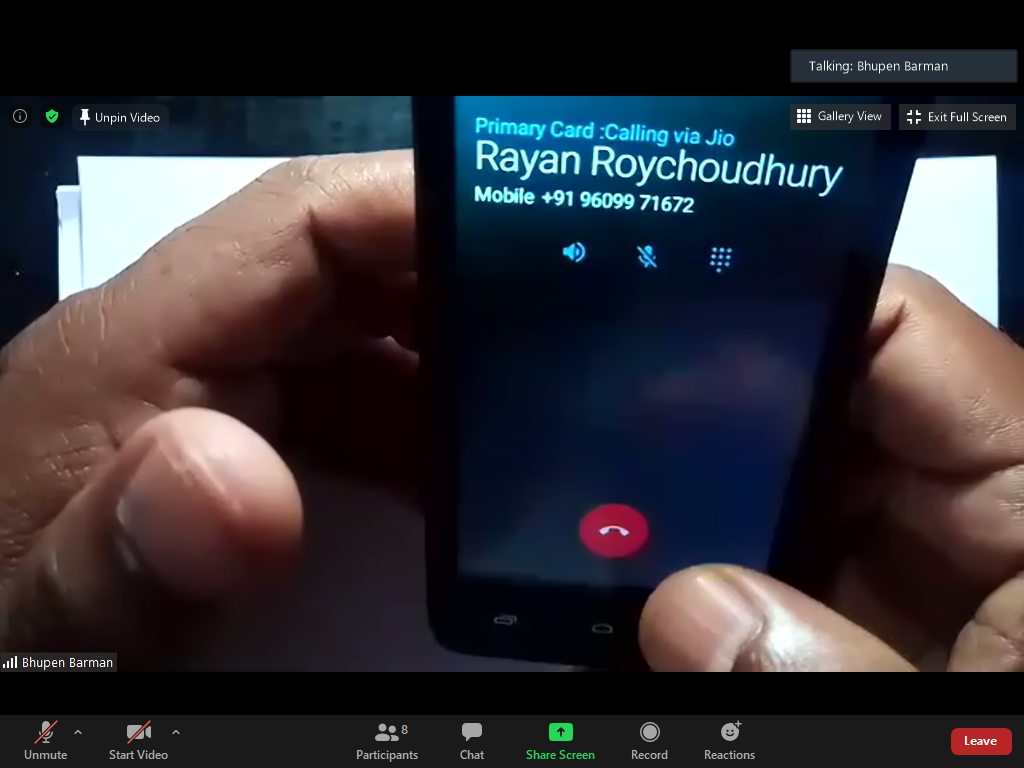 Talking: Bhupen Barman
Unpin Video
Gallery View
Exit Full Screen
Primary Card :Calling via Jio
Rayan Roychoudhury
Mobile +91 96099 71672
Bhupen Barman
Unmute
Start Video
Participants
8
Chat
Share Screen
Record
Reactions
Leave